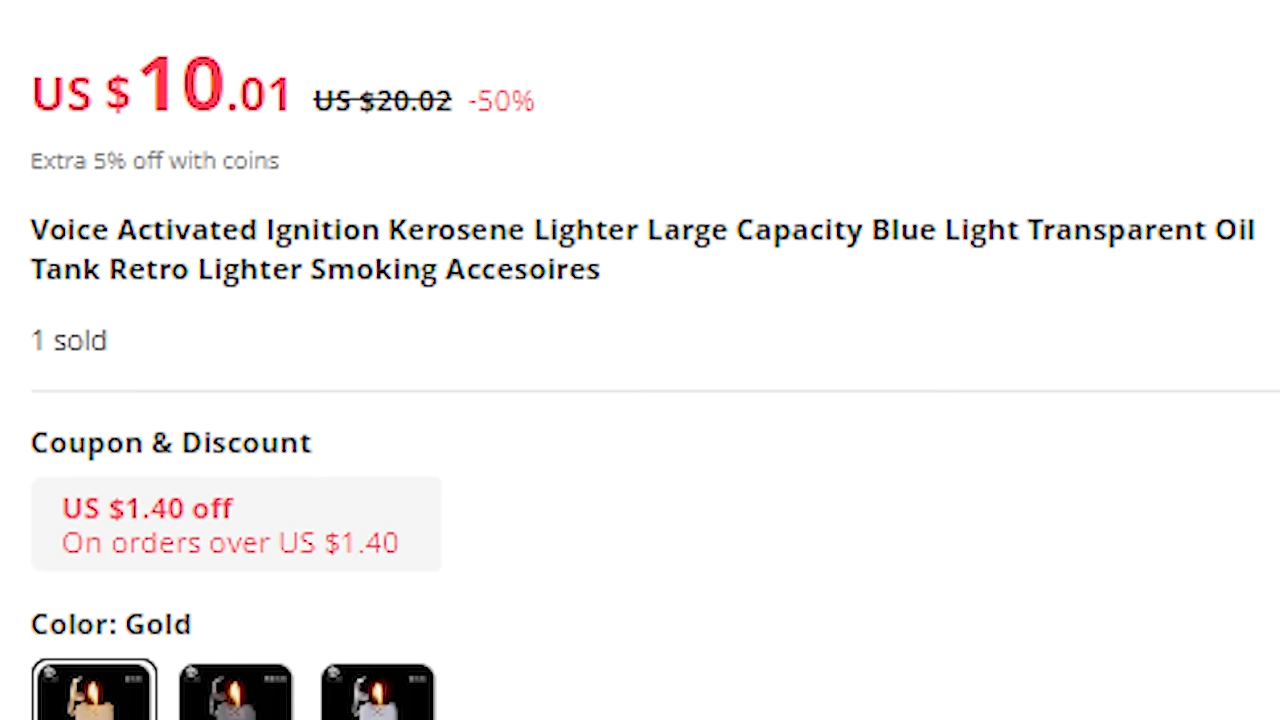 US $10.01 US $20.02 -50%
Extra 5% off with coins
Voice Activated Ignition Kerosene Lighter Large Capacity Blue Light Transparent Oil
Tank Retro Lighter Smoking Accesoires
1 sold
Coupon & Discount
US $1.40 off
On orders over US $1.40
Color: Gold